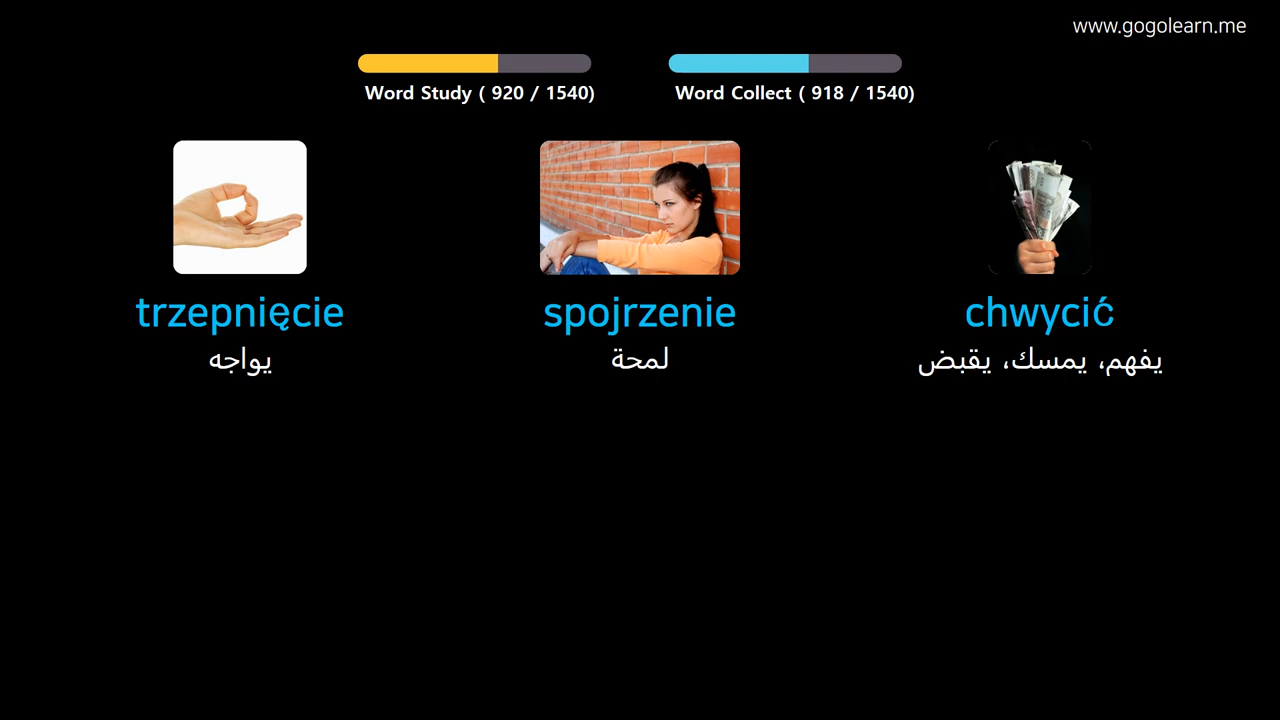 www.gogolearn.me
Word Study ( 920 / 1540)
Word Collect ( 918 / 1540)
trzepnięcie
يواجه
spojrzenie
لمحة
chwycić
يفهم، يمسك، يقبض